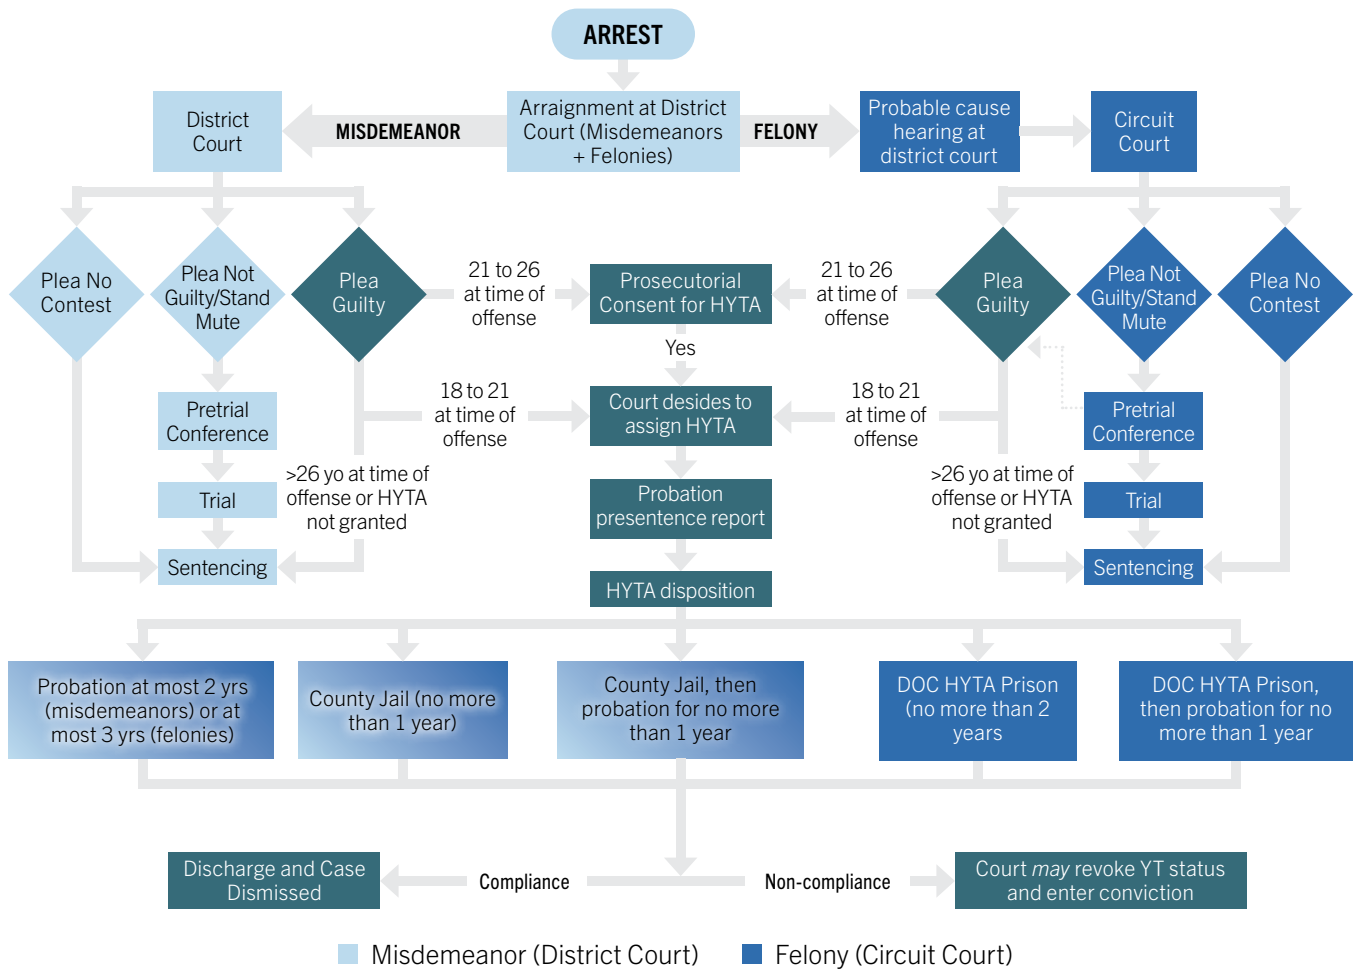 ARREST
District
Court
MISDEMEANOR
Arraignment at District
Court (Misdemeanors
+ Felonies)
FELONY
Probable cause
hearing at
district court
Circuit
Court
Plea No
Contest
Plea Not
Guilty/Stand
Mute
Plea
Guilty
21 to 26
at time of
offense
Prosecutorial
Consent for HYTA
21 to 26
at time of
offense
Plea
Guilty
Plea Not
Guilty/Stand
Mute
Plea No
Contest
Yes
Pretrial
Conference
18 to 21
at time of
offense
Court decides to
assign HYTA
18 to 21
at time of
offense
Pretrial
Conference
Trial
>26 yo at time of
offense or HYTA
not granted
Probation
presentence report
>26 yo at time of
offense or HYTA
not granted
Trial
Sentencing
HYTA disposition
Sentencing
Probation at most 2 yrs
(misdemeanors) or at
most 3 yrs (felonies)
County Jail (no more
than 1 year)
County Jail, then
probation for no more
than 1 year
DOC HYTA Prison
(no more than 2
years
DOC HYTA Prison,
then probation for no
more than 1 year
Discharge and Case
Dismissed
Compliance
Non-compliance
Court may revoke YT status
and enter conviction
Misdemeanor (District Court)
Felony (Circuit Court)